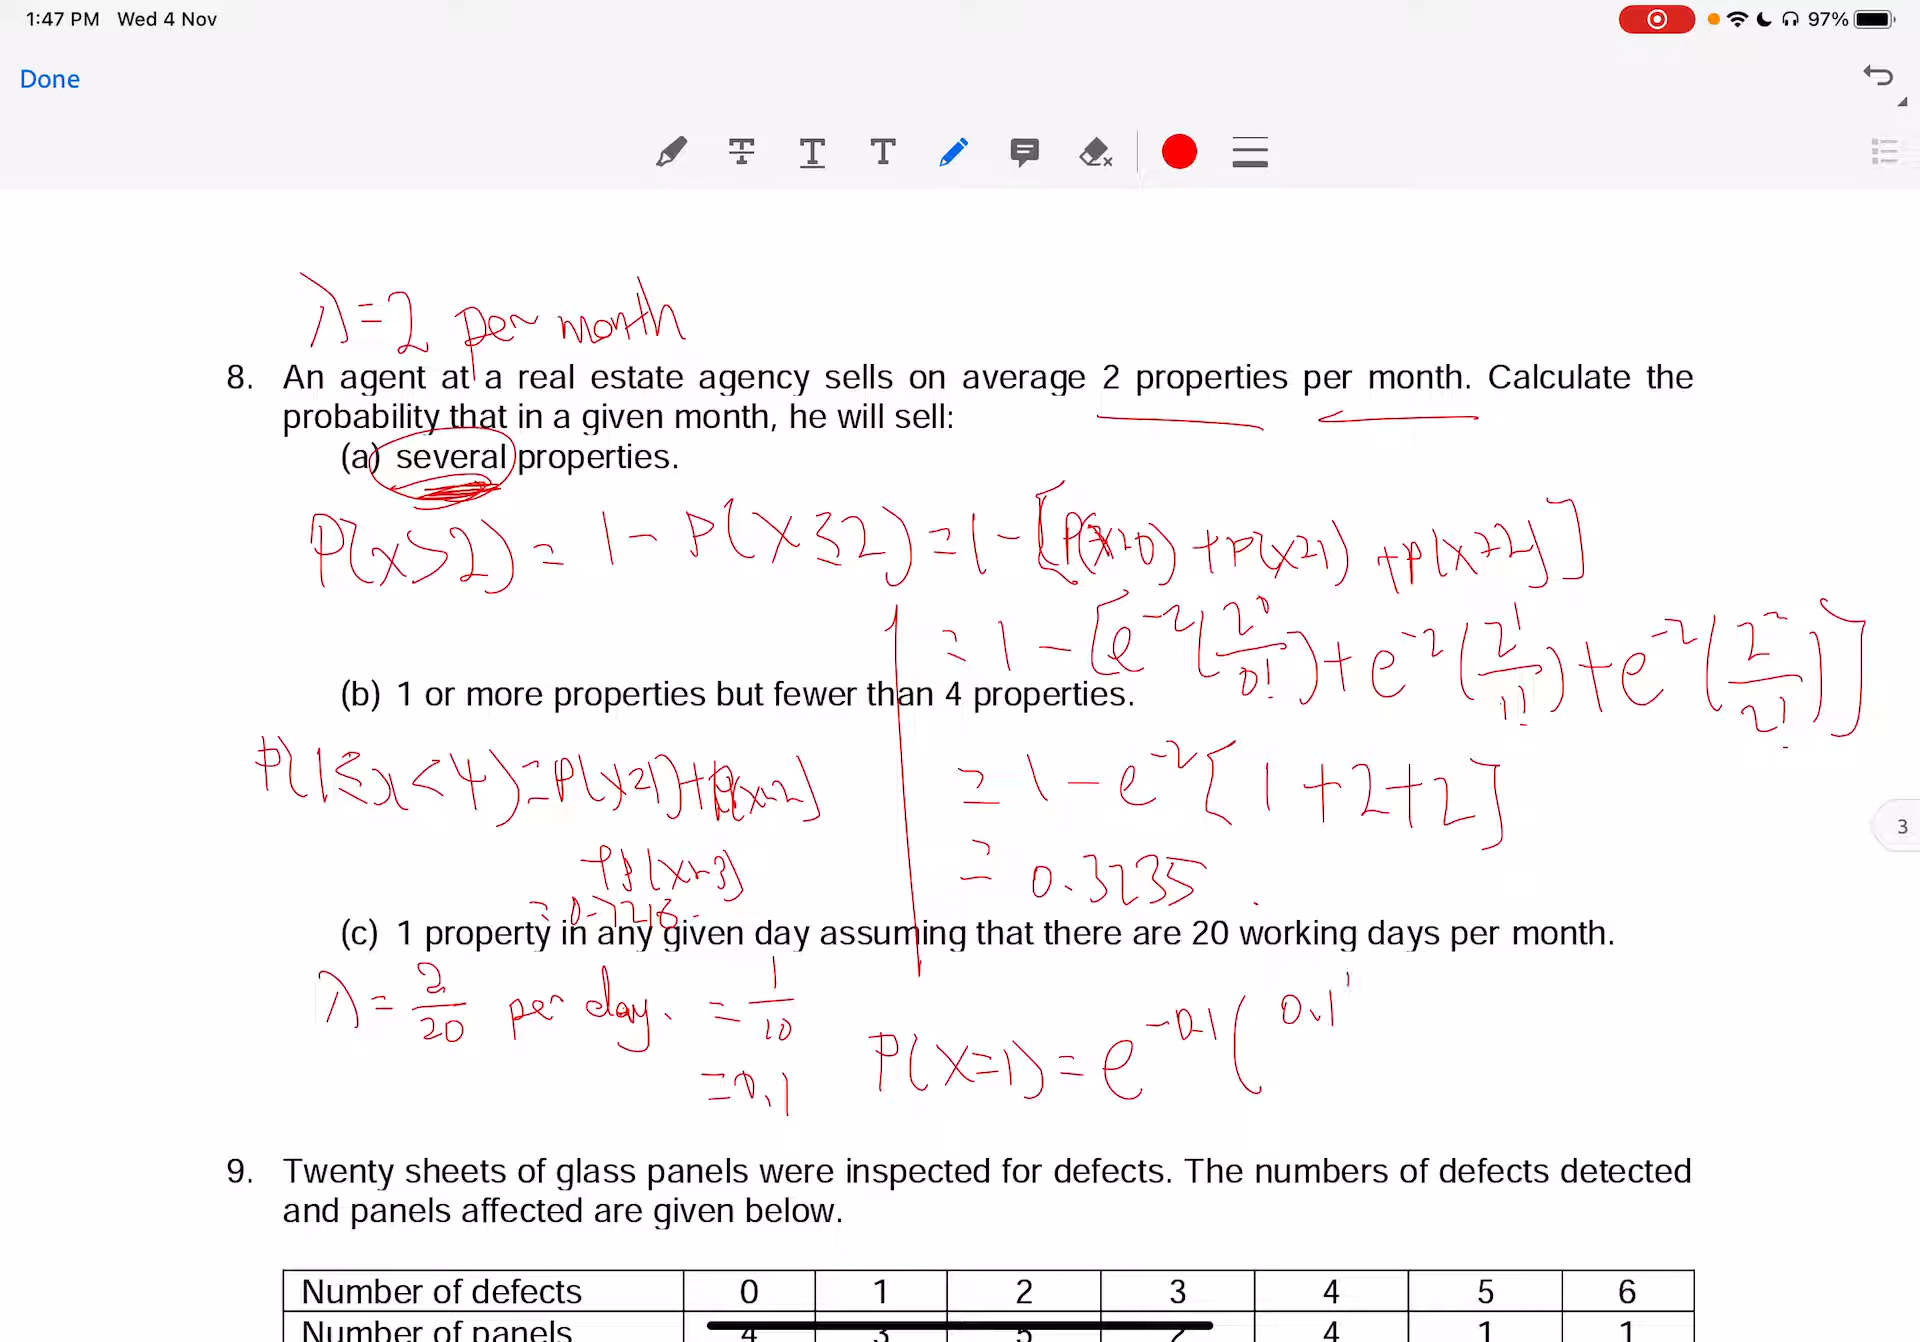 1:47 PM Wed 4 Nov
97%
Done
λ = 2 per month
8. An agent at a real estate agency sells on average 2 properties per month. Calculate the
probability that in a given month, he will sell:
(a) several properties.
P(x>2) = 1 - P(X≤2) = 1 - [P(X=0) + P(X=1) + P(X=2)]
= 1 - [e^-2 (2^0/0!) + e^-2 (2^1/1!) + e^-2 (2^2/2!)]
(b) 1 or more properties but fewer than 4 properties.
P(1≤x<4) = P(X=1) + P(X=2)
+ P(X=3)
= 0.7218
= 1 - e^-2 [1 + 2 + 2]
= 0.3235
3
(c) 1 property in any given day assuming that there are 20 working days per month.
λ = 2/20 per day. = 1/10
= 0.1
P(X=1) = e^-0.1 ( 0.1^1
9. Twenty sheets of glass panels were inspected for defects. The numbers of defects detected
and panels affected are given below.
Number of defects 0 1 2 3 4 5 6
Number of panels 4 3 5 4 1 1